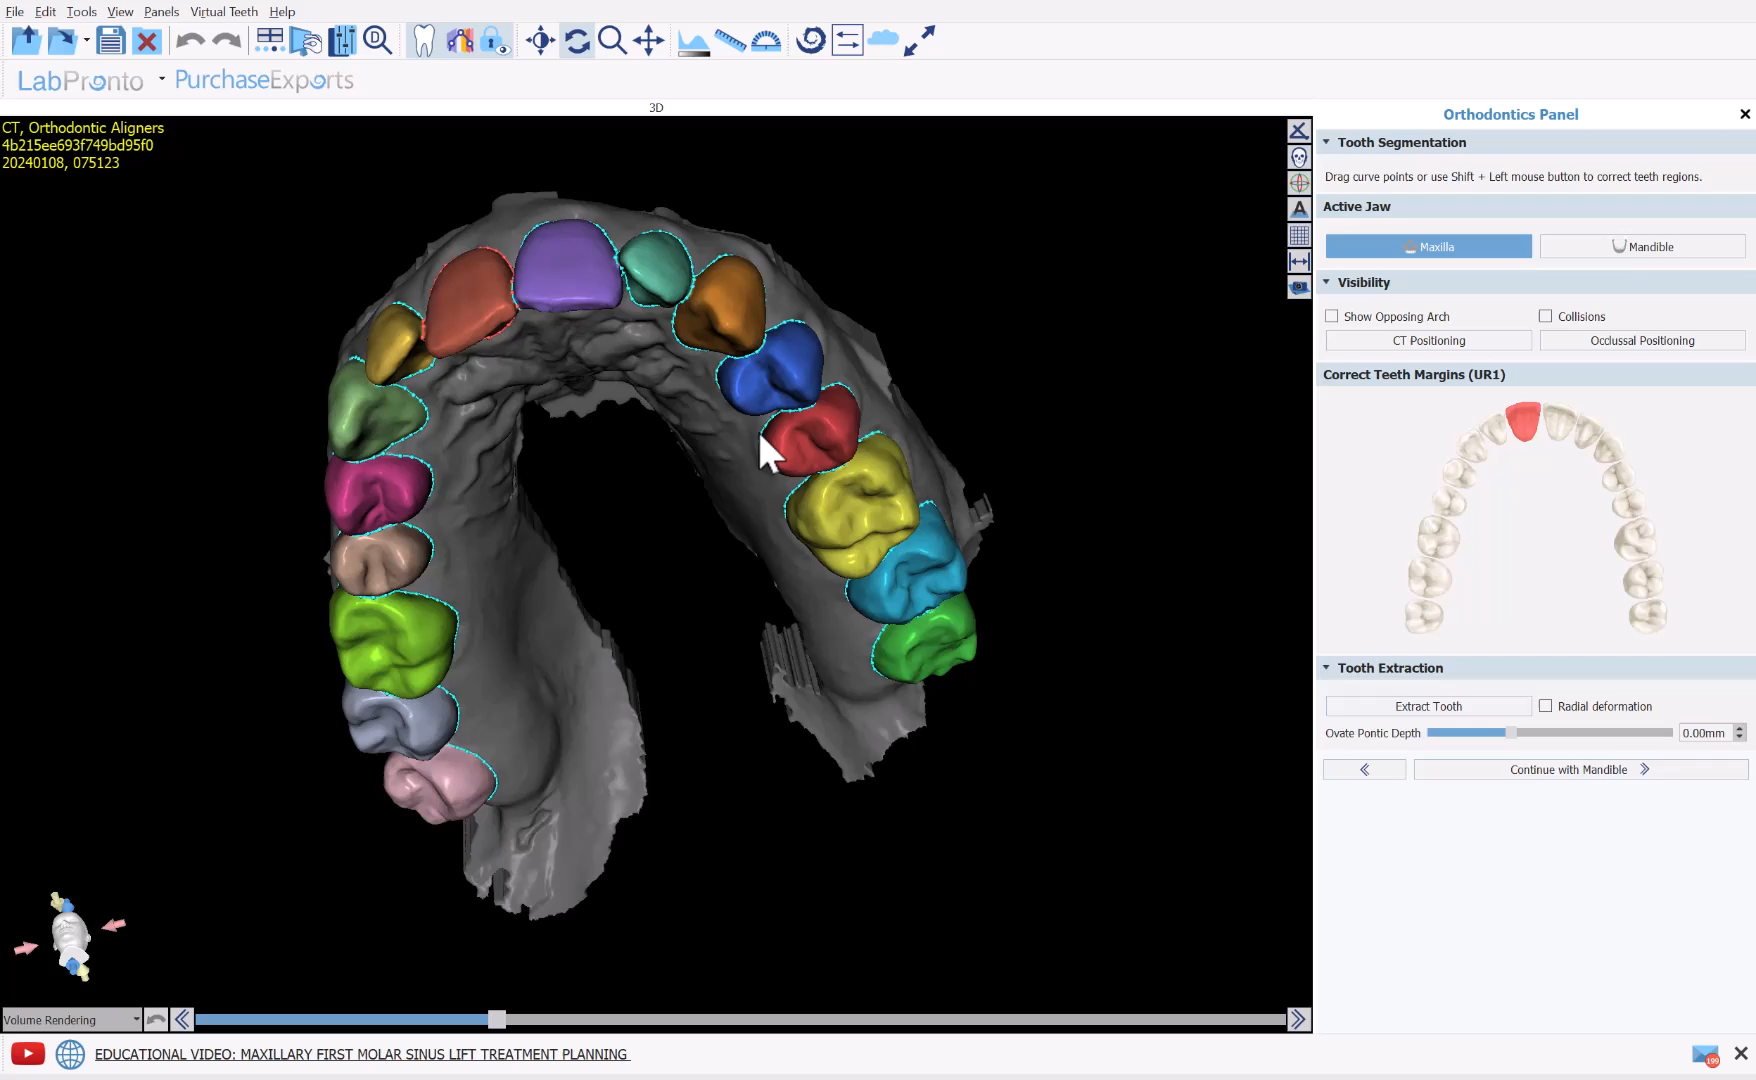 File Edit Tools View Panels Virtual Teeth Help
LabPronto PurchaseExports
3D
CT, Orthodontic Aligners
4b215ee693f749bd95f0
20240108, 075123
Orthodontics Panel
Tooth Segmentation
Drag curve points or use Shift + Left mouse button to correct teeth regions.
Active Jaw
Maxilla Mandible
Visibility
Show Opposing Arch Collisions
CT Positioning Occlussal Positioning
Correct Teeth Margins (UR1)
Tooth Extraction
Extract Tooth Radial deformation
Ovate Pontic Depth 0.00mm
Continue with Mandible
Volume Rendering
EDUCATIONAL VIDEO: MAXILLARY FIRST MOLAR SINUS LIFT TREATMENT PLANNING
199